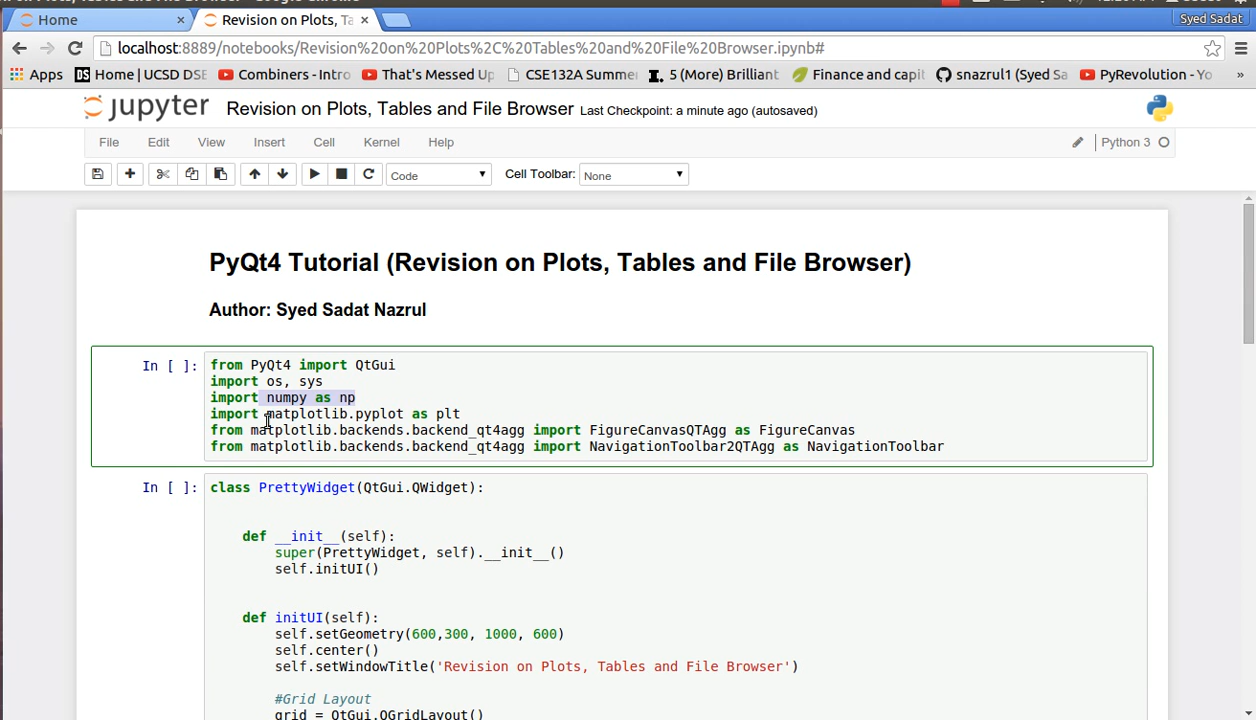 Home
Revision on Plots, Ta
Syed Sadat
localhost:8889/notebooks/Revision%20on%20Plots%2C%20Tables%20and%20File%20Browser.ipynb#
Apps DS Home | UCSD DSE Combiners - Intro That's Messed Up CSE132A Summe 5 (More) Brilliant Finance and capit snazrul1 (Syed Sa PyRevolution - Yo »
jupyter Revision on Plots, Tables and File Browser Last Checkpoint: a minute ago (autosaved)
File Edit View Insert Cell Kernel Help Python 3
Code Cell Toolbar: None
PyQt4 Tutorial (Revision on Plots, Tables and File Browser)
Author: Syed Sadat Nazrul
In [ ]: from PyQt4 import QtGui
import os, sys
import numpy as np
import matplotlib.pyplot as plt
from matplotlib.backends.backend_qt4agg import FigureCanvasQTAgg as FigureCanvas
from matplotlib.backends.backend_qt4agg import NavigationToolbar2QTAgg as NavigationToolbar
In [ ]: class PrettyWidget(QtGui.QWidget):
def __init__(self):
super(PrettyWidget, self).__init__()
self.initUI()
def initUI(self):
self.setGeometry(600,300, 1000, 600)
self.center()
self.setWindowTitle('Revision on Plots, Tables and File Browser')
#Grid Layout
grid = QtGui.QGridLayout()